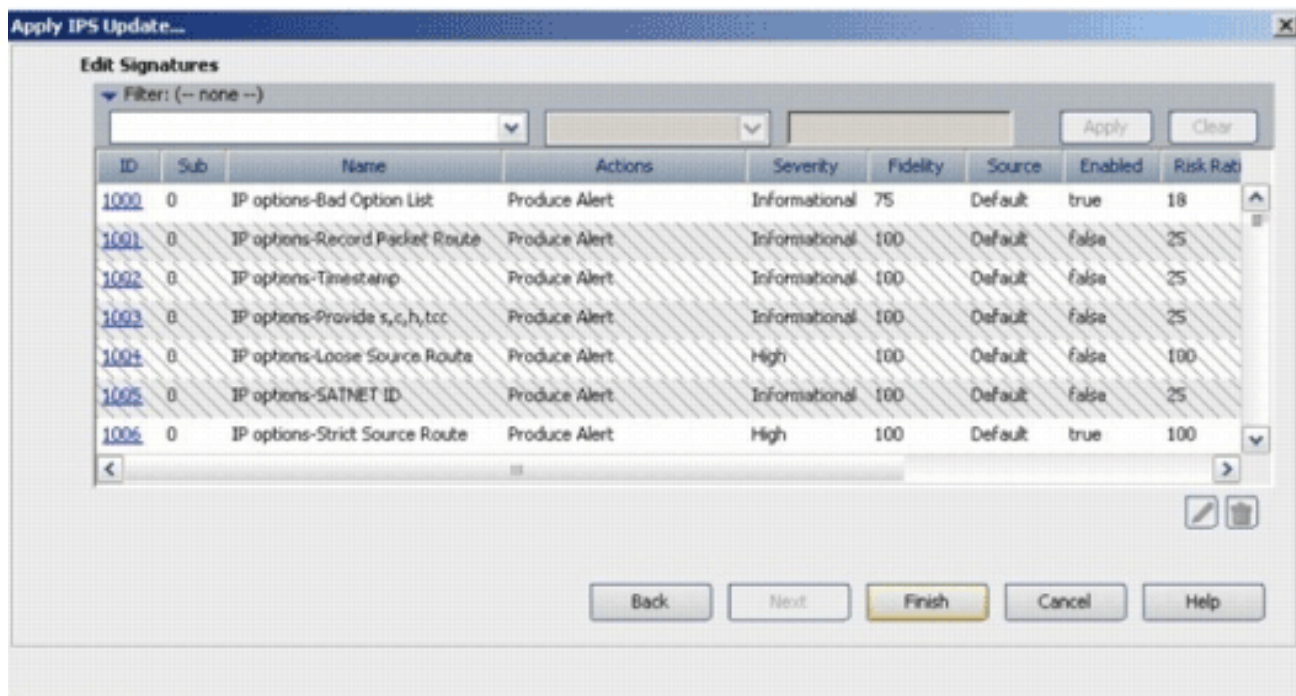 Apply IPS Update...
Edit Signatures
Filter: (-- none --)
Apply Clear
ID Sub Name Actions Severity Fidelity Source Enabled Risk Rati
1000 0 IP options-Bad Option List Produce Alert Informational 75 Default true 18
1001 0 IP options-Record Packet Route Produce Alert Informational 100 Default false 25
1002 0 IP options-Timestamp Produce Alert Informational 100 Default false 25
1003 0 IP options-Provide s,c,h,tcc Produce Alert Informational 100 Default false 25
1004 0 IP options-Loose Source Route Produce Alert High 100 Default false 100
1005 0 IP options-SATNET ID Produce Alert Informational 100 Default false 25
1006 0 IP options-Strict Source Route Produce Alert High 100 Default true 100
Back Next Finish Cancel Help